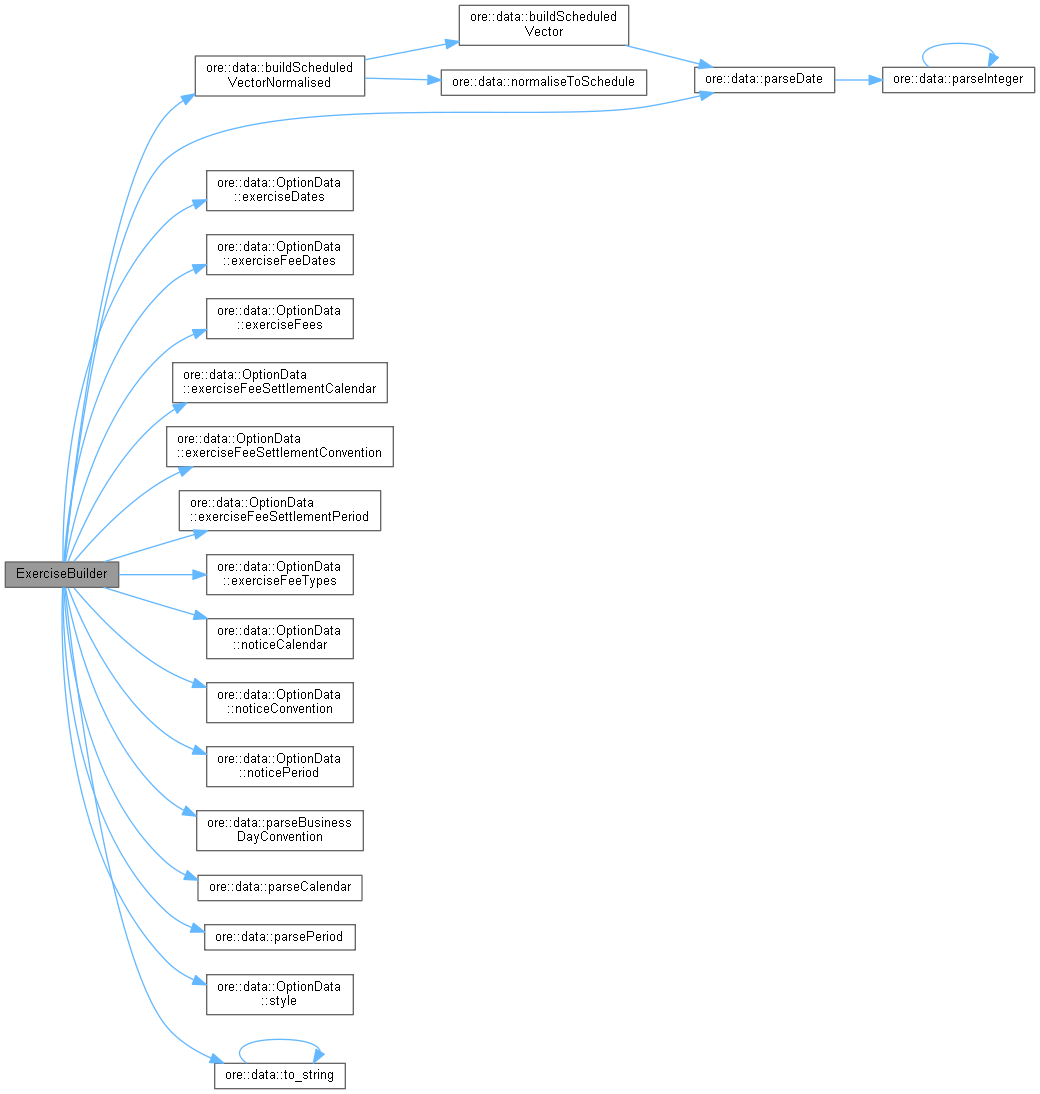 ore::data::buildScheduled
Vector
ore::data::buildScheduled
VectorNormalised
ore::data::normaliseToSchedule
ore::data::parseDate
ore::data::parseInteger
ore::data::OptionData
::exerciseDates
ore::data::OptionData
::exerciseFeeDates
ore::data::OptionData
::exerciseFees
ore::data::OptionData
::exerciseFeeSettlementCalendar
ore::data::OptionData
::exerciseFeeSettlementConvention
ore::data::OptionData
::exerciseFeeSettlementPeriod
ExerciseBuilder
ore::data::OptionData
::exerciseFeeTypes
ore::data::OptionData
::noticeCalendar
ore::data::OptionData
::noticeConvention
ore::data::OptionData
::noticePeriod
ore::data::parseBusiness
DayConvention
ore::data::parseCalendar
ore::data::parsePeriod
ore::data::OptionData
::style
ore::data::to_string